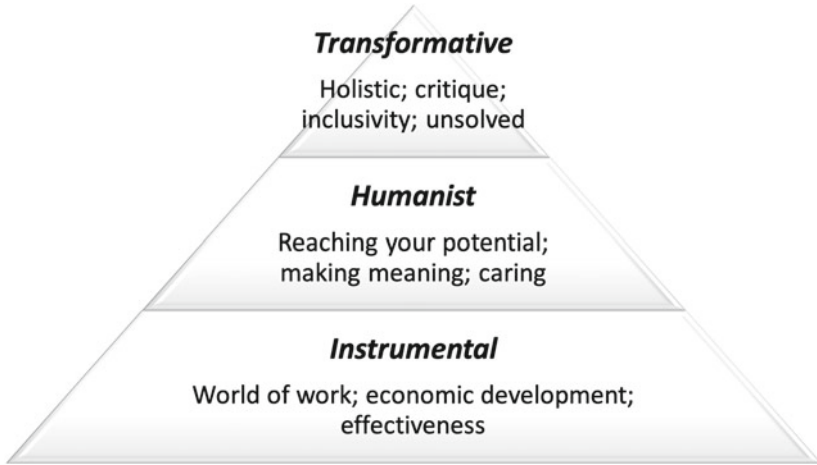 Transformative
Holistic; critique;
inclusivity; unsolved
Humanist
Reaching your potential;
making meaning; caring
Instrumental
World of work; economic development;
effectiveness